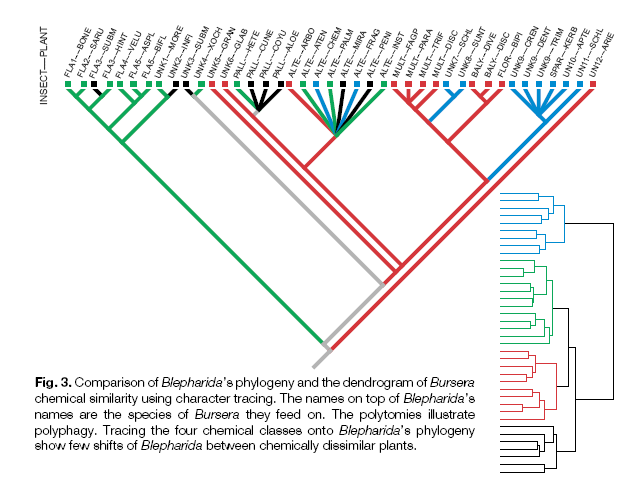 INSECT—PLANT
FLA1—BONE
FLA2—SARU
FLA3—SUBM
FLA3—HINT
FLA4—VELU
FLA5—ASPL
FLA5—BIFL
UNK1—MORE
UNK2—INFI
UNK3—SUBM
UNK4—XOCH
UNK5—GRAN
UNK6—GLAB
PALL—HETE
PALL—CUNE
PALL—COYU
PALL—ALOE
ALTE—ARBO
ALTE—ATEN
ALTE—CHEM
ALTE—PALM
ALTE—MIRA
ALTE—FRAG
ALTE—PENI
ALTE—INST
MULT—FAGP
MULT—PARA
MULT—TRIF
MULT—DISC
UNK7—SCHL
UNK8—SUNT
BALY—DIVE
BALY—DISC
FLOR—BIPI
UNK9—CREN
UNK9—DENT
UNK9—TRIM
SPAR—KERB
UN10—APTE
UN11—SCHL
UN12—ARIE
Fig. 3. Comparison of Blepharida's phylogeny and the dendrogram of Bursera
chemical similarity using character tracing. The names on top of Blepharida's
names are the species of Bursera they feed on. The polytomies illustrate
polyphagy. Tracing the four chemical classes onto Blepharida's phylogeny
show few shifts of Blepharida between chemically dissimilar plants.